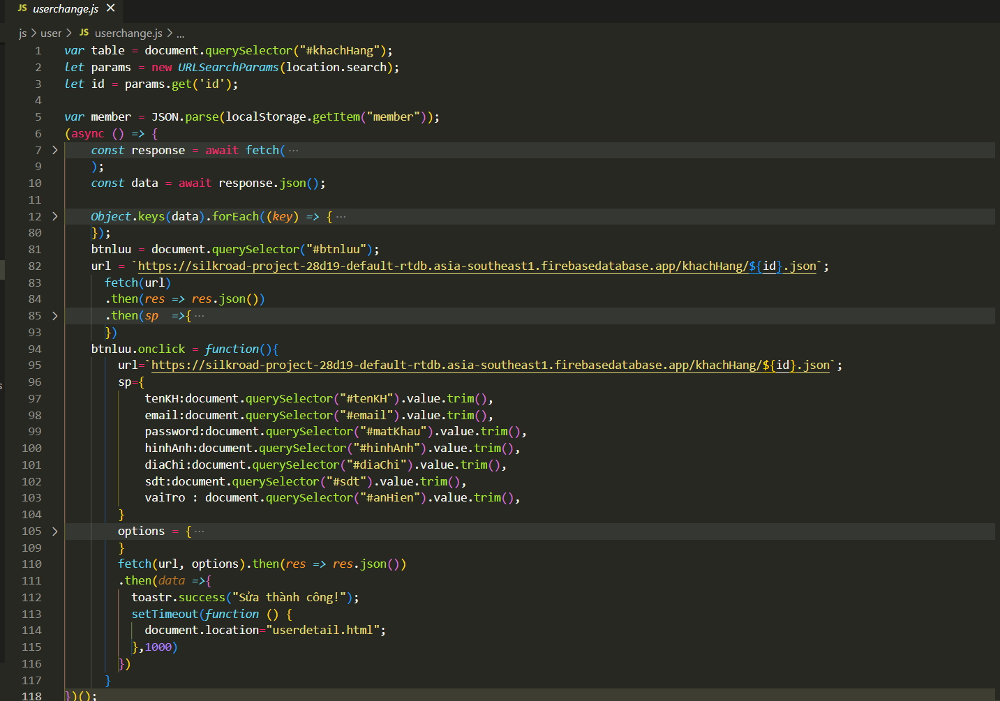 JS userchange.js ×
js > user > JS userchange.js > ...
1 var table = document.querySelector("#khachHang");
2 let params = new URLSearchParams(location.search);
3 let id = params.get('id');
4
5 var member = JSON.parse(localStorage.getItem("member"));
6 (async () => {
7 > const response = await fetch( ···
9 );
10 const data = await response.json();
11
12 > Object.keys(data).forEach((key) => { ···
80 });
81 btnluu = document.querySelector("#btnluu");
82 url = `https://silkroad-project-28d19-default-rtdb.asia-southeast1.firebasedatabase.app/khachHang/${id}.json`;
83 fetch(url)
84 .then(res => res.json())
85 > .then(sp  =>{ ···
93 })
94 btnluu.onclick = function(){
95 url=`https://silkroad-project-28d19-default-rtdb.asia-southeast1.firebasedatabase.app/khachHang/${id}.json`;
96 sp={
97 tenKH:document.querySelector("#tenKH").value.trim(),
98 email:document.querySelector("#email").value.trim(),
99 password:document.querySelector("#matKhau").value.trim(),
100 hinhAnh:document.querySelector("#hinhAnh").value.trim(),
101 diaChi:document.querySelector("#diaChi").value.trim(),
102 sdt:document.querySelector("#sdt").value.trim(),
103 vaiTro : document.querySelector("#anHien").value.trim(),
104 }
105 > options = { ···
109 }
110 fetch(url, options).then(res => res.json())
111 .then(data =>{
112 toastr.success("Sửa thành công!");
113 setTimeout(function () {
114 document.location="userdetail.html";
115 },1000)
116 })
117 }
118 })();